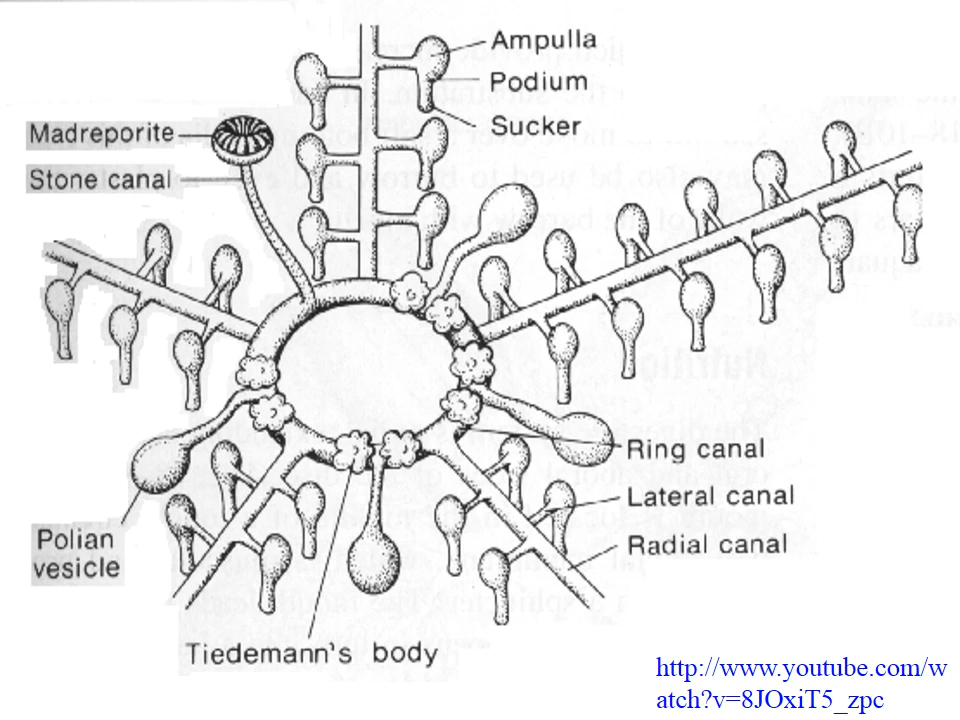 Ampulla
Podium
Sucker
Madreporite
Stone canal
Ring canal
Lateral canal
Radial canal
Polian
vesicle
Tiedemann's body
http://www.youtube.com/w
atch?v=8JOxiT5_zpc